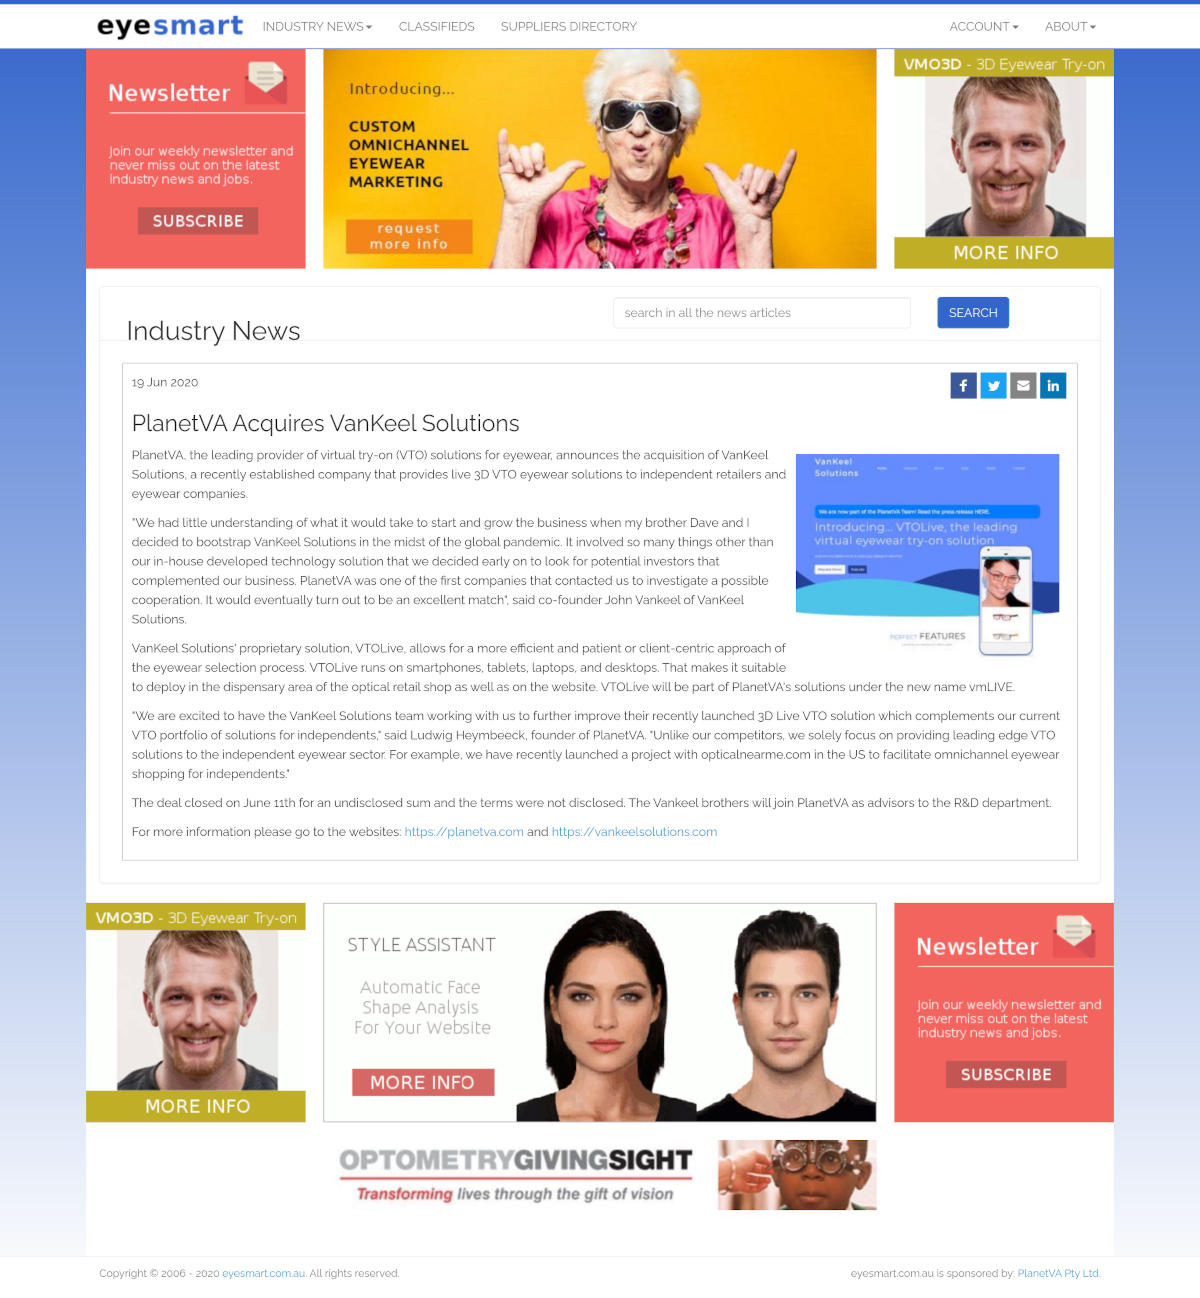 eyesmart INDUSTRY NEWS CLASSIFIEDS SUPPLIERS DIRECTORY ACCOUNT ABOUT
Newsletter
Join our weekly newsletter and
never miss out on the latest
industry news and jobs.
SUBSCRIBE
Introducing...
CUSTOM
OMNICHANNEL
EYEWEAR
MARKETING
request
more info
VMO3D - 3D Eyewear Try-on
MORE INFO
Industry News
search in all the news articles
SEARCH
19 Jun 2020
PlanetVA Acquires VanKeel Solutions
PlanetVA, the leading provider of virtual try-on (VTO) solutions for eyewear, announces the acquisition of VanKeel
Solutions, a recently established company that provides live 3D VTO eyewear solutions to independent retailers and
eyewear companies.
"We had little understanding of what it would take to start and grow the business when my brother Dave and I
decided to bootstrap VanKeel Solutions in the midst of the global pandemic. It involved so many things other than
our in-house developed technology solution that we decided early on to look for potential investors that
complemented our business. PlanetVA was one of the first companies that contacted us to investigate a possible
cooperation. It would eventually turn out to be an excellent match", said co-founder John Vankeel of VanKeel
Solutions.
VanKeel
Solutions
We are now part of the PlanetVA Team! Read the press release HERE.
Introducing... VTOLive, the leading
virtual eyewear try-on solution
PERFECT FEATURES
VanKeel Solutions' proprietary solution, VTOLive, allows for a more efficient and patient or client-centric approach of
the eyewear selection process. VTOLive runs on smartphones, tablets, laptops, and desktops. That makes it suitable
to deploy in the dispensary area of the optical retail shop as well as on the website. VTOLive will be part of PlanetVA's solutions under the new name vmLIVE.
"We are excited to have the VanKeel Solutions team working with us to further improve their recently launched 3D Live VTO solution which complements our current
VTO portfolio of solutions for independents," said Ludwig Heymbeeck, founder of PlanetVA. "Unlike our competitors, we solely focus on providing leading edge VTO
solutions to the independent eyewear sector. For example, we have recently launched a project with opticalnearme.com in the US to facilitate omnichannel eyewear
shopping for independents."
The deal closed on June 11th for an undisclosed sum and the terms were not disclosed. The Vankeel brothers will join PlanetVA as advisors to the R&D department.
For more information please go to the websites: https://planetva.com and https://vankeelsolutions.com
VMO3D - 3D Eyewear Try-on
MORE INFO
STYLE ASSISTANT
Automatic Face
Shape Analysis
For Your Website
MORE INFO
Newsletter
Join our weekly newsletter and
never miss out on the latest
industry news and jobs.
SUBSCRIBE
OPTOMETRYGIVINGSIGHT
Transforming lives through the gift of vision
Copyright © 2006 - 2020 eyesmart.com.au. All rights reserved.
eyesmart.com.au is sponsored by: PlanetVA Pty Ltd.